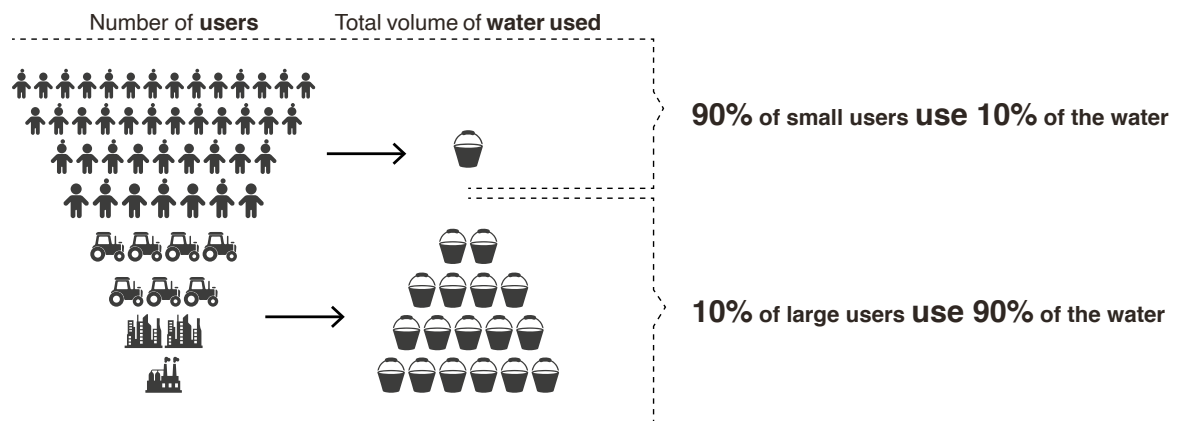 Number of users
Total volume of water used
90% of small users use 10% of the water
10% of large users use 90% of the water